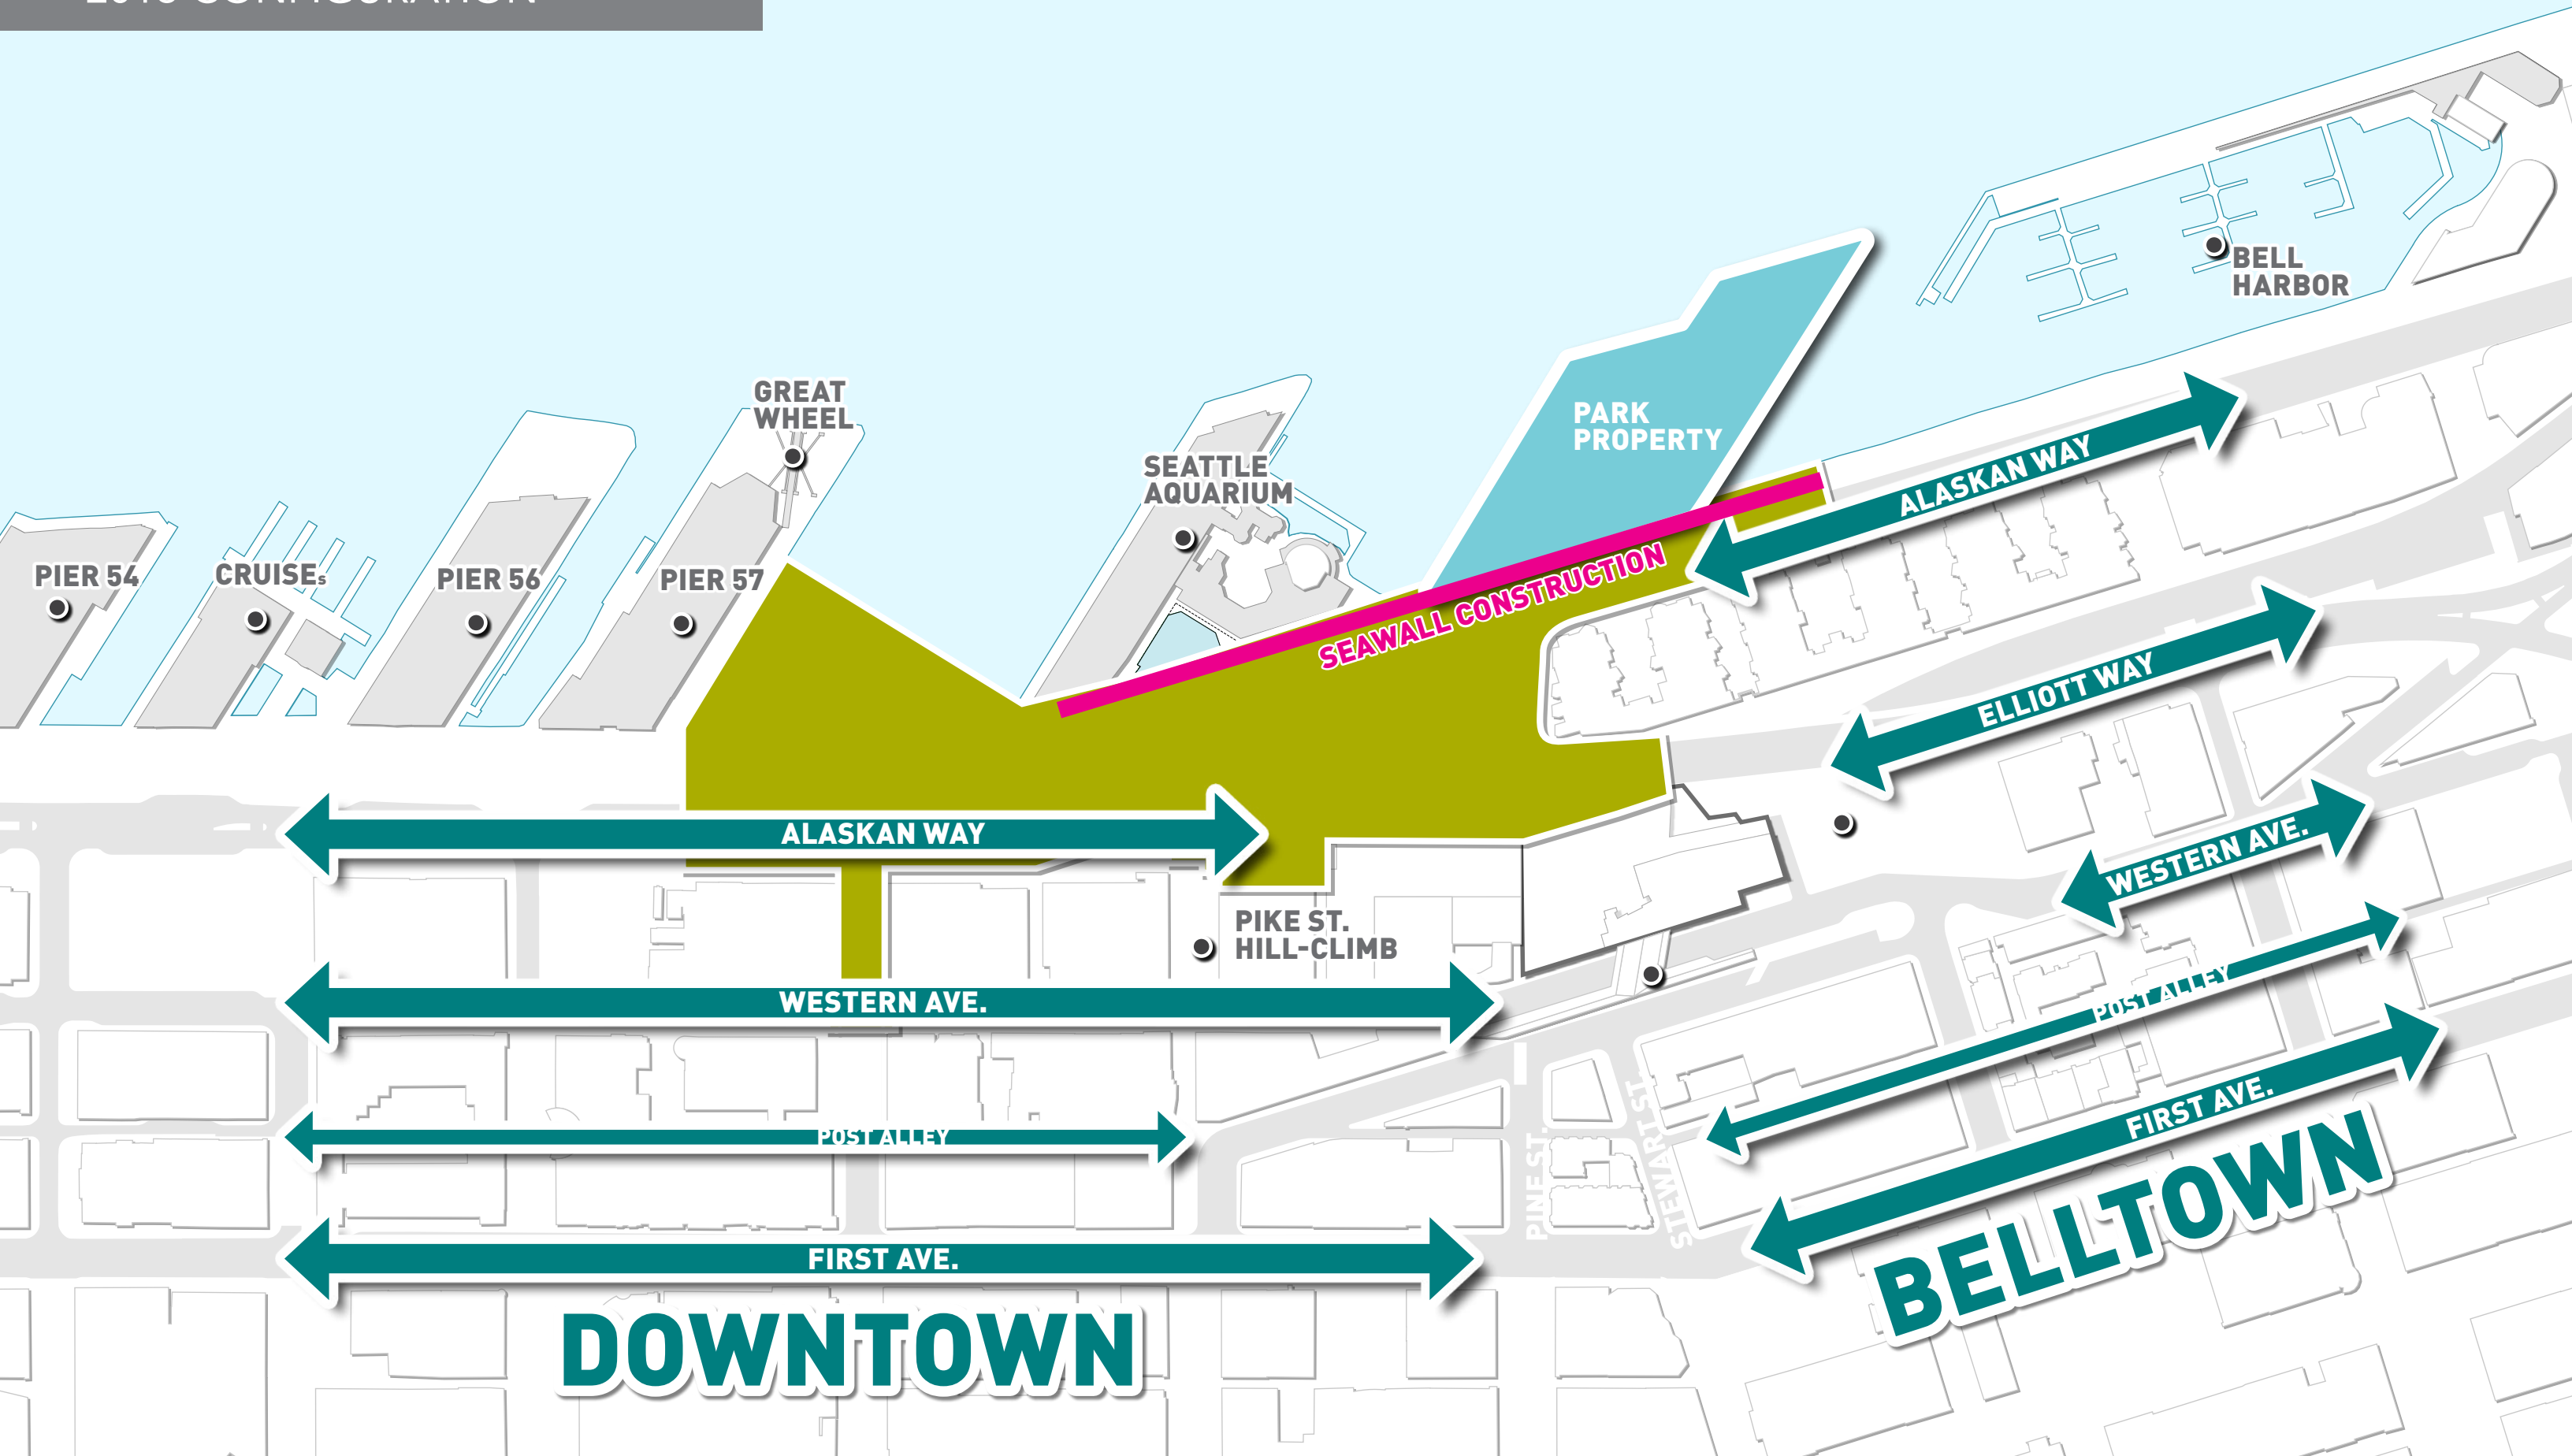 CONFIGURATION
BELL
HARBOR
GREAT
WHEEL
PARK
PROPERTY
SEATTLE
AQUARIUM
ALASKAN WAY
PIER 54
CRUISEs
PIER 56
PIER 57
SEAWALL CONSTRUCTION
ELLIOTT WAY
ALASKAN WAY
WESTERN AVE.
PIKE ST.
HILL-CLIMB
WESTERN AVE.
POST ALLEY
POST ALLEY
PINE ST.
STEWART ST.
FIRST AVE.
FIRST AVE.
DOWNTOWN
BELLTOWN